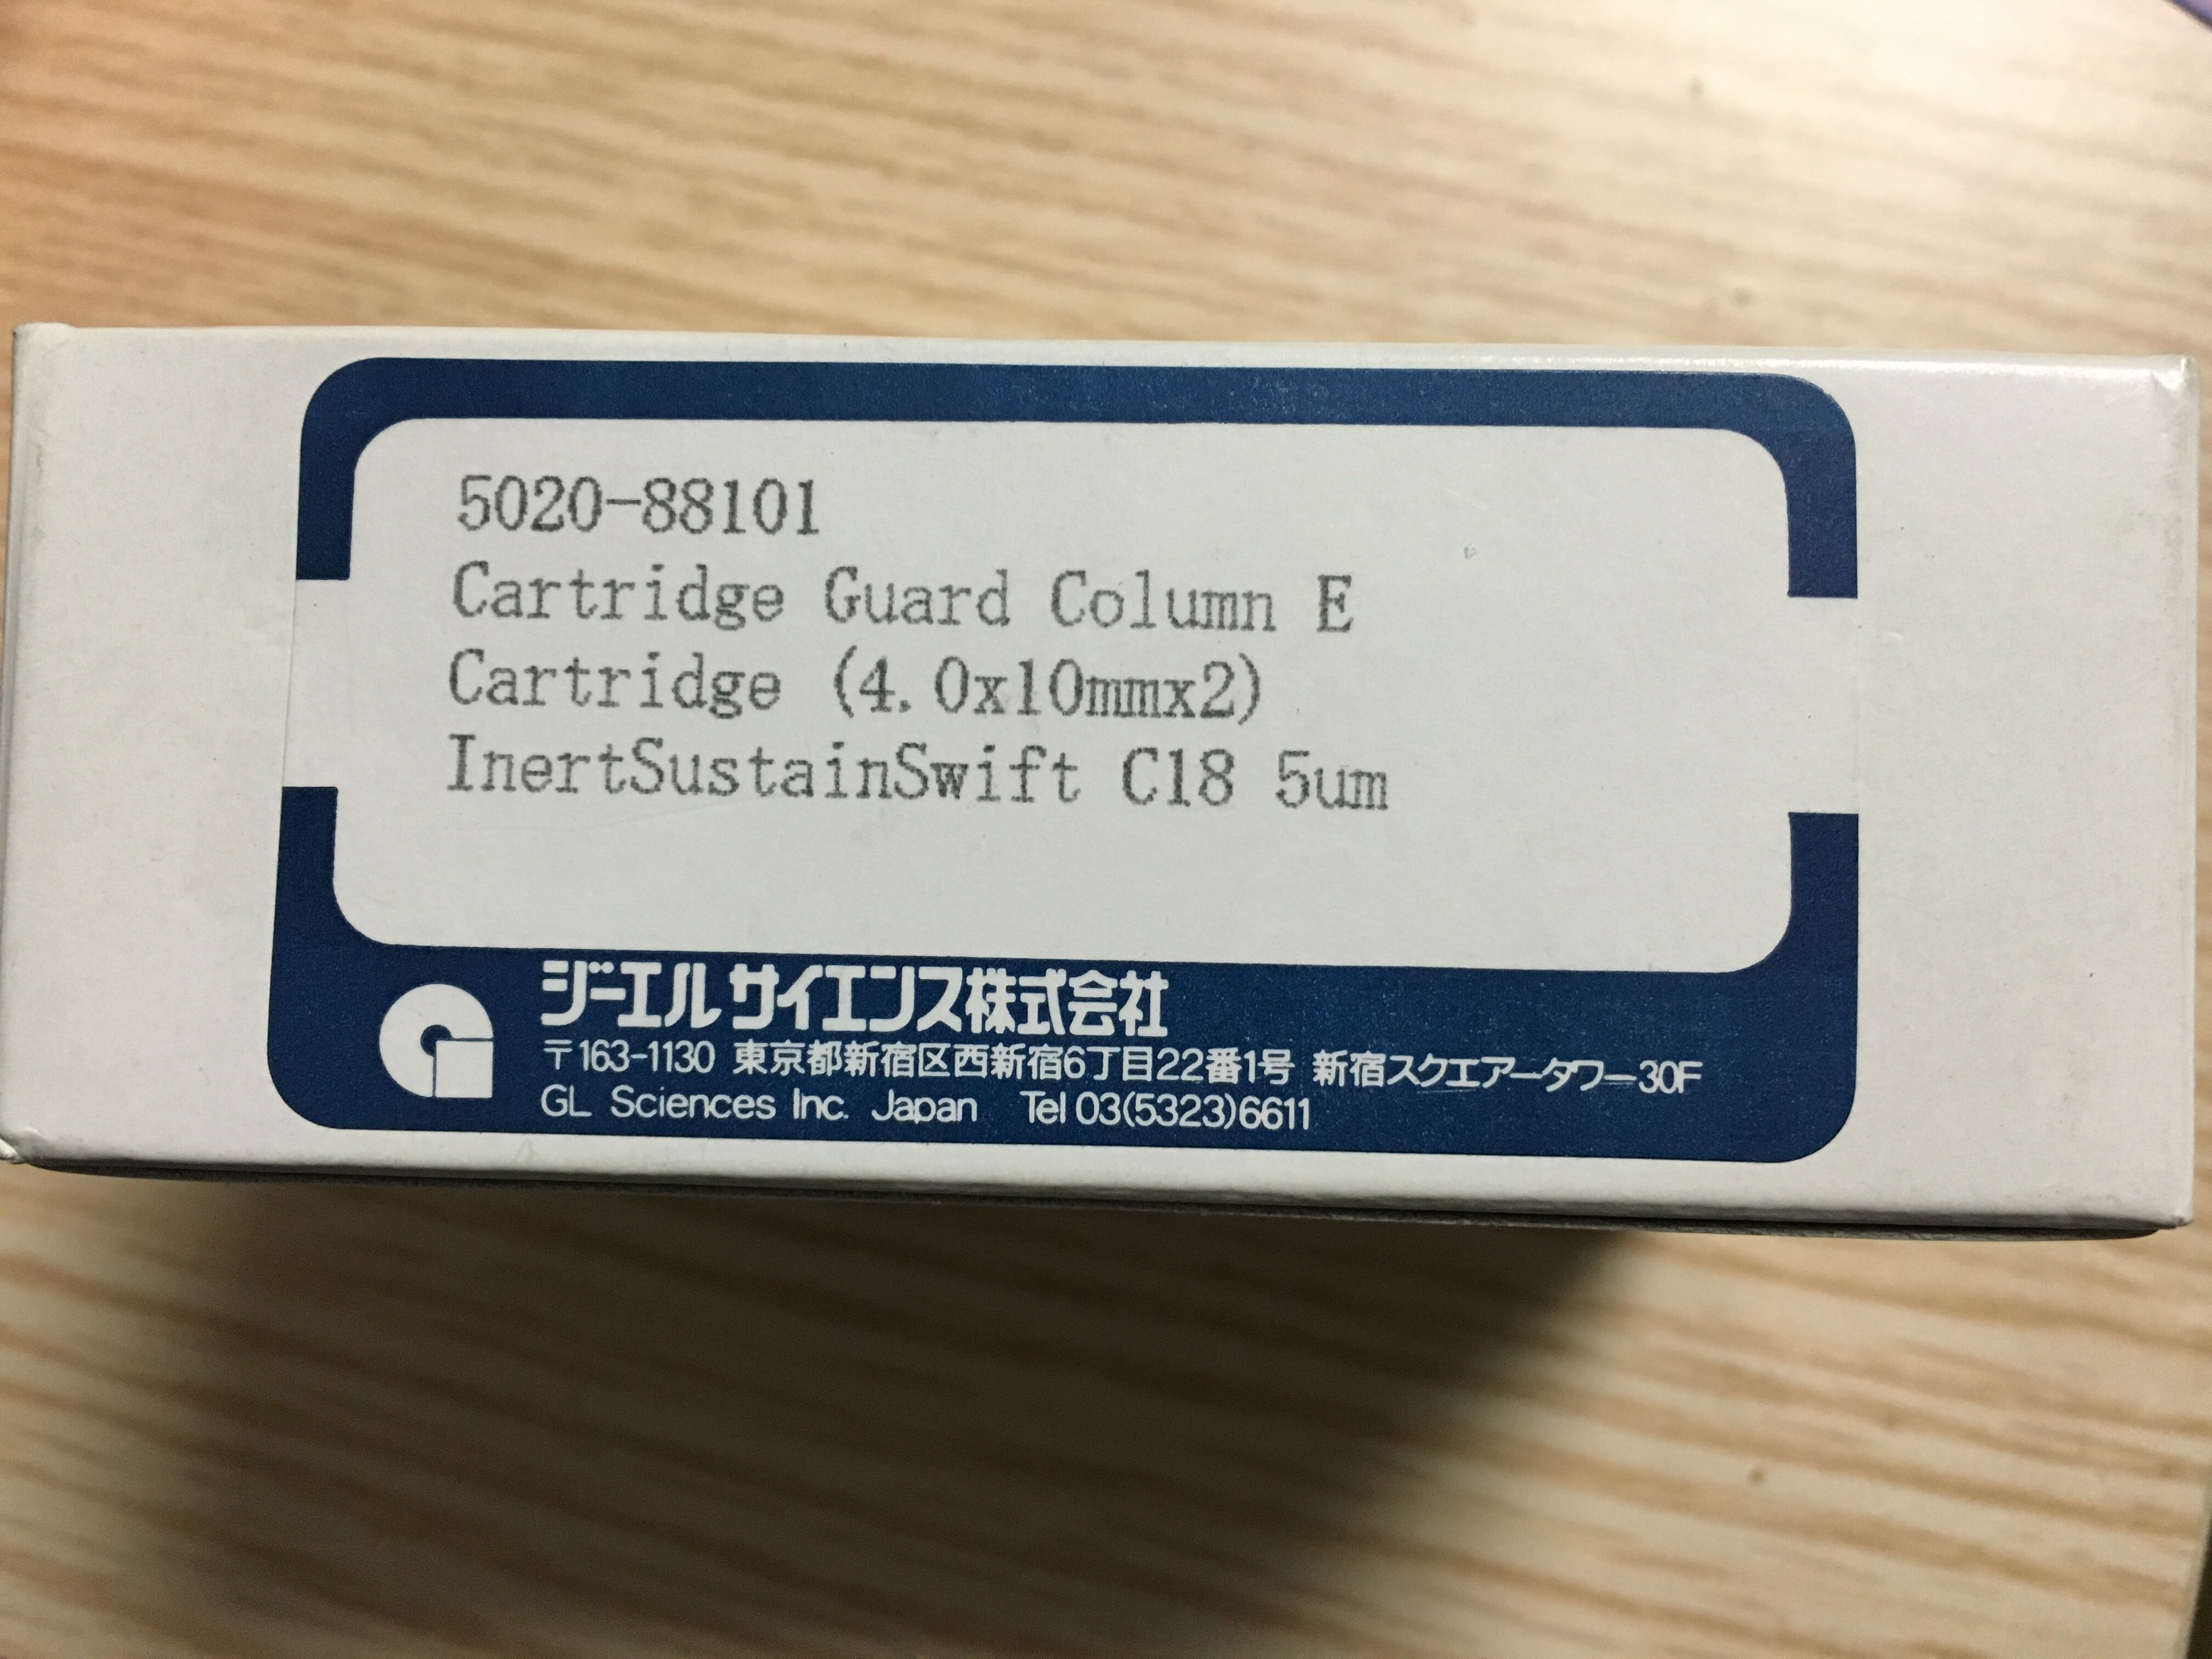 5020-88101
Cartridge Guard Column E
Cartridge (4.0x10mmx2)
InertSustainSwift C18 5um
ジーエル サイエンス株式会社
〒163-1130 東京都新宿区西新宿6丁目22番1号 新宿スクエアータワー30F
GL Sciences Inc. Japan Tel 03(5323)6611